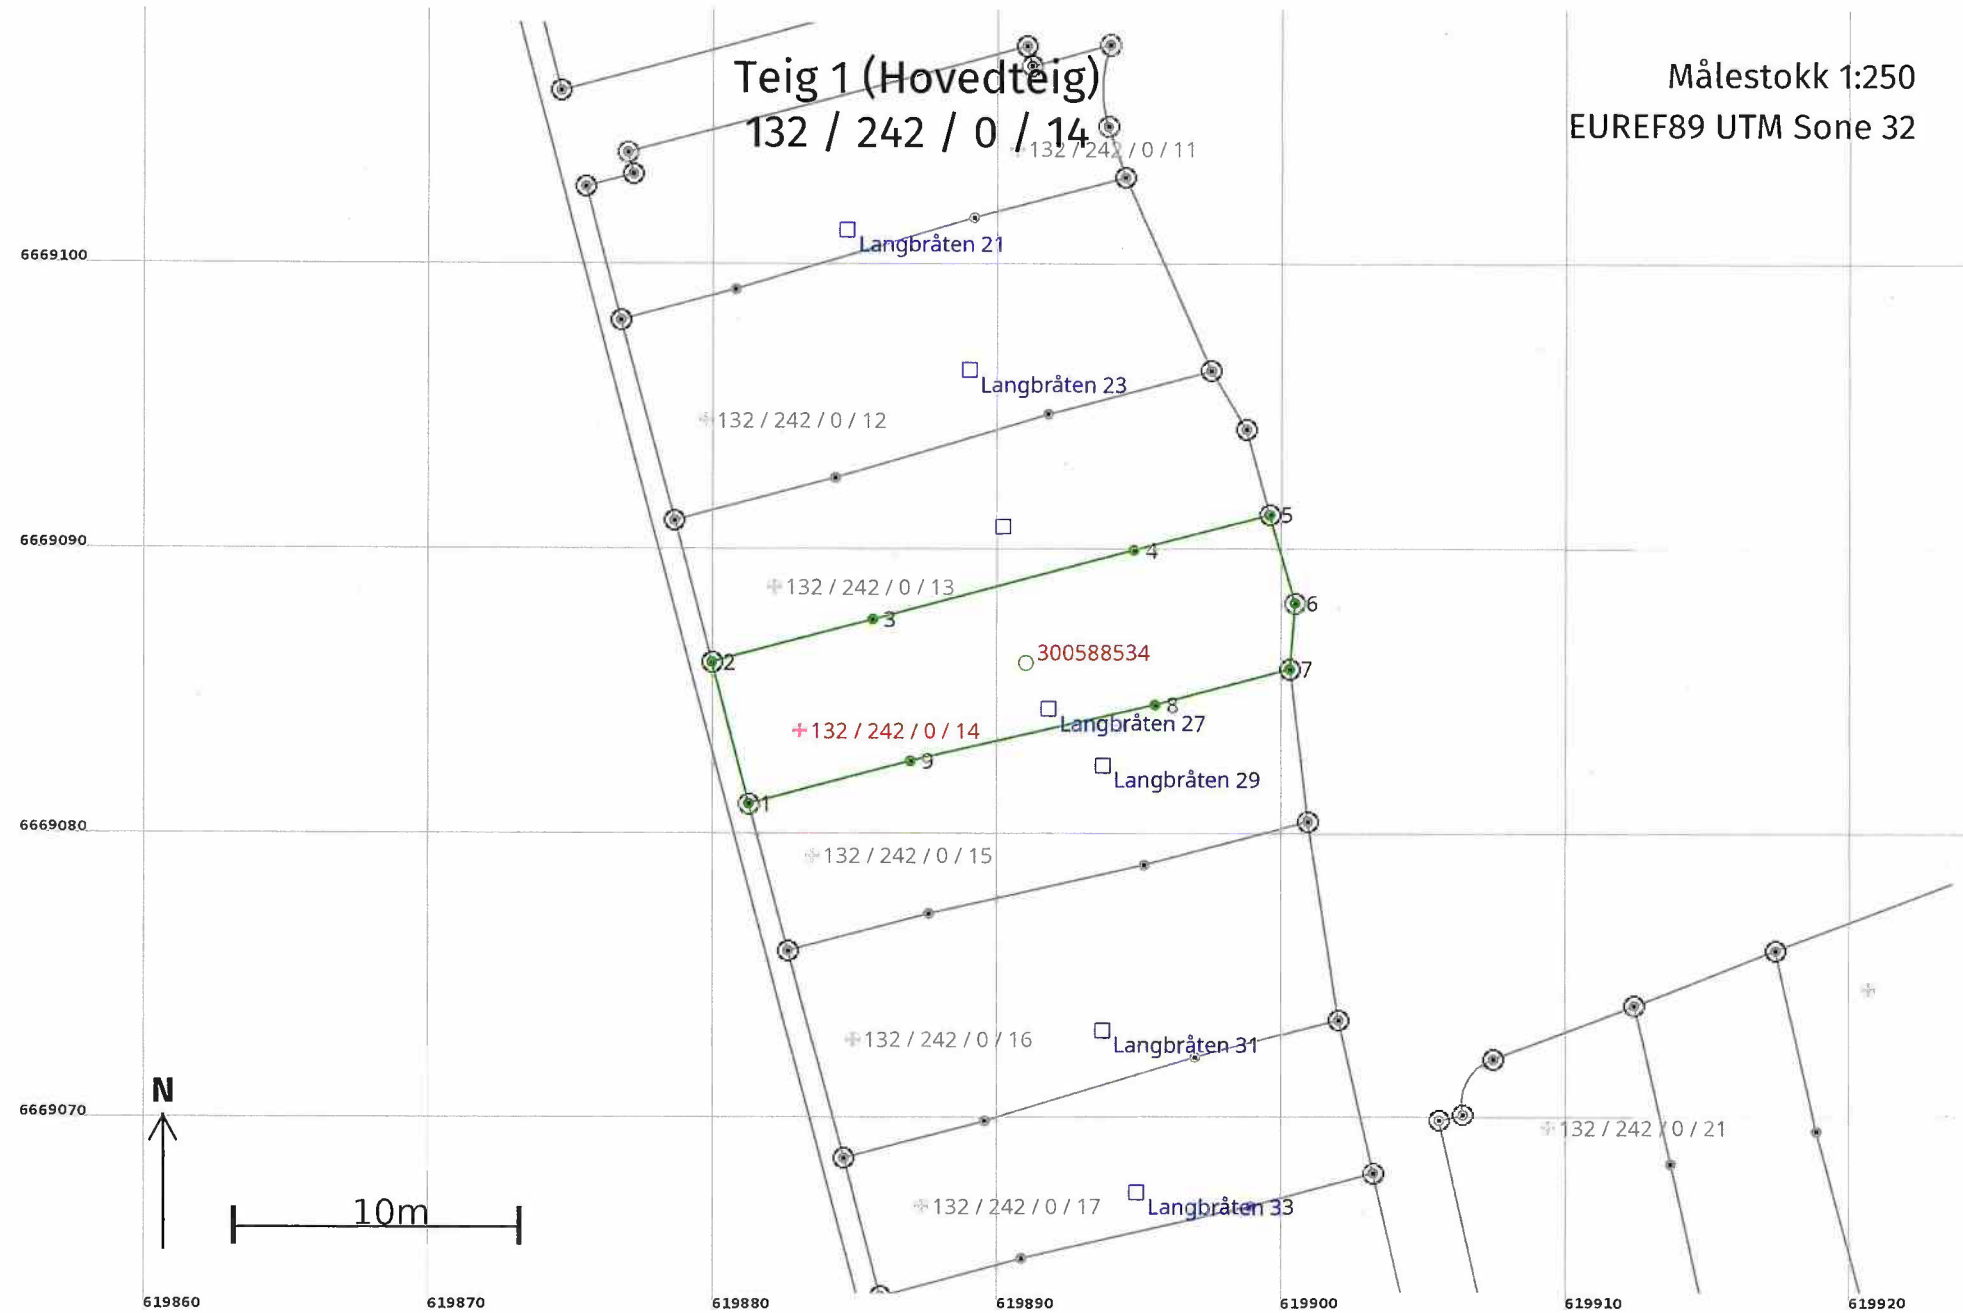 Teig 1 (Hovedteig)
132 / 242 / 0 / 14
Målestokk 1:250
EUREF89 UTM Sone 32
132 / 242 / 0 / 11
Langbråten 21
6669100
Langbråten 23
132 / 242 / 0 / 12
5
6669090
4
132 / 242 / 0 / 13
6
3
300588534
2
7
8
Langbråten 27
132 / 242 / 0 / 14
9
Langbråten 29
1
6669080
132 / 242 / 0 / 15
132 / 242 / 0 / 16
Langbråten 31
N
6669070
132 / 242 / 0 / 21
10m
132 / 242 / 0 / 17
Langbråten 33
619860
619870
619880
619890
619900
619910
619920